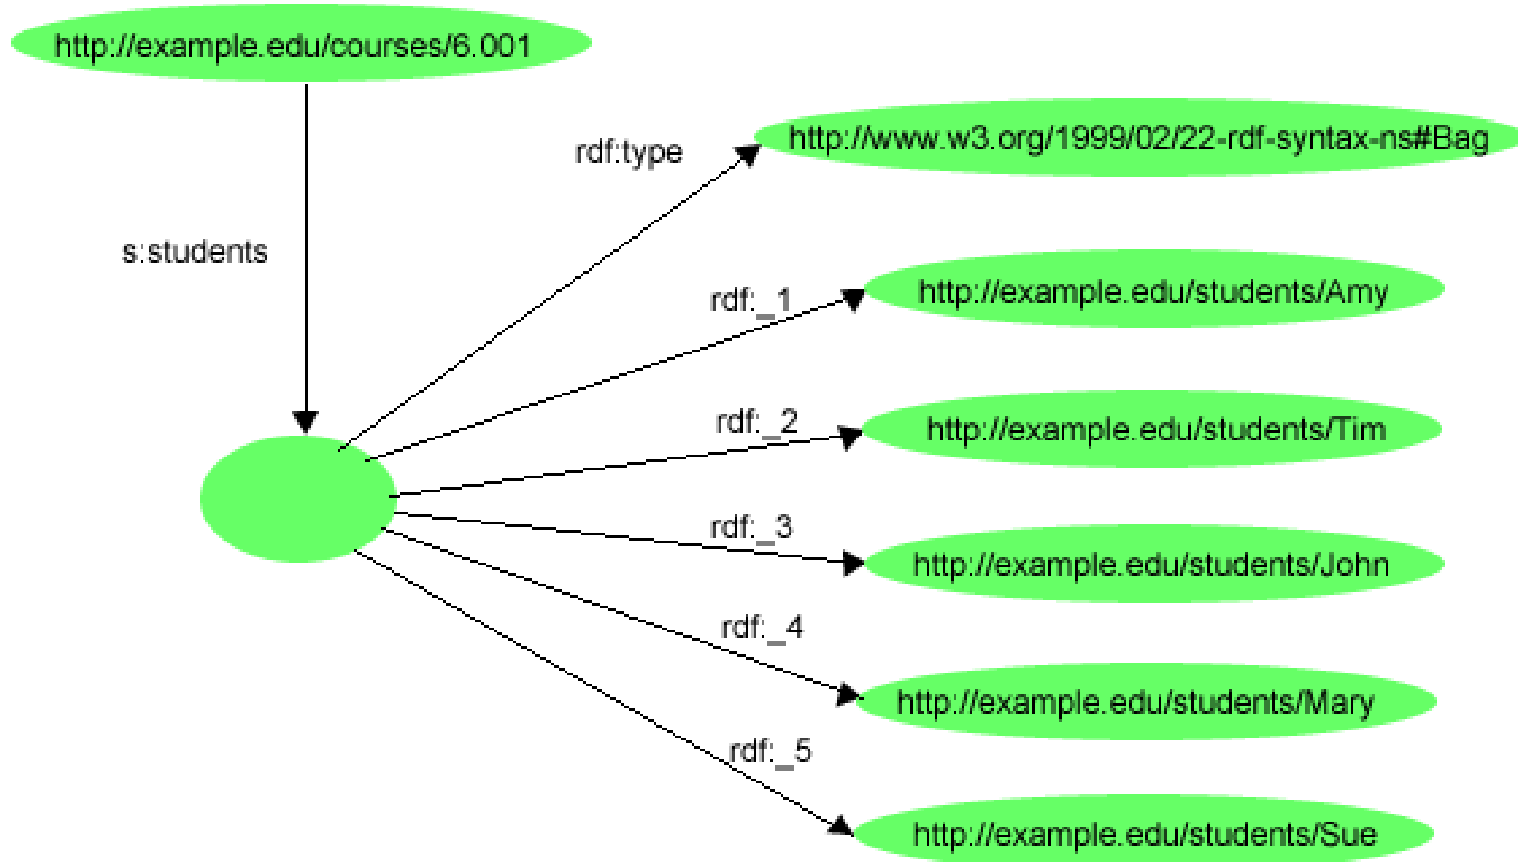 http://example.edu/courses/6.001
rdf:type
http://www.w3.org/1999/02/22-rdf-syntax-ns#Bag
s:students
rdf:_1
http://example.edu/students/Amy
rdf:_2
http://example.edu/students/Tim
rdf:_3
http://example.edu/students/John
rdf:_4
http://example.edu/students/Mary
rdf:_5
http://example.edu/students/Sue